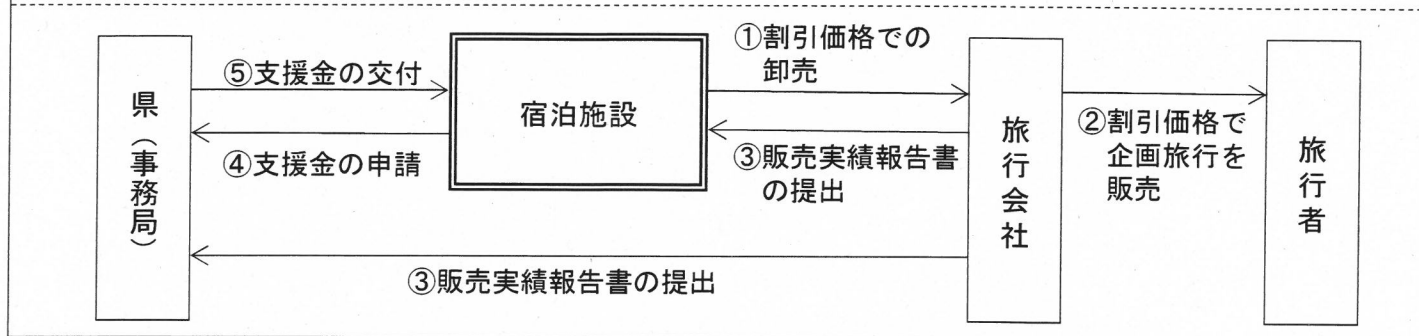 県（事務局）
⑤支援金の交付
④支援金の申請
宿泊施設
①割引価格での
卸売
③販売実績報告書
の提出
旅行会社
②割引価格で
企画旅行を
販売
旅行者
③販売実績報告書の提出